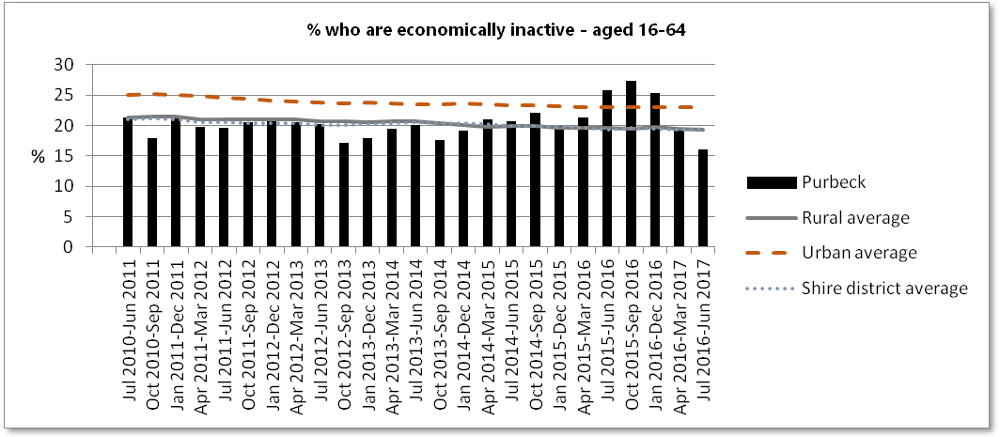 % who are economically inactive - aged 16-64
30
25
20
15
10
5
0
%
Jul 2010-Jun 2011
Oct 2010-Sep 2011
Jan 2011-Dec 2011
Apr 2011-Mar 2012
Jul 2011-Jun 2012
Oct 2011-Sep 2012
Jan 2012-Dec 2012
Apr 2012-Mar 2013
Jul 2012-Jun 2013
Oct 2012-Sep 2013
Jan 2013-Dec 2013
Apr 2013-Mar 2014
Jul 2013-Jun 2014
Oct 2013-Sep 2014
Jan 2014-Dec 2014
Apr 2014-Mar 2015
Jul 2014-Jun 2015
Oct 2014-Sep 2015
Jan 2015-Dec 2015
Apr 2015-Mar 2016
Jul 2015-Jun 2016
Oct 2015-Sep 2016
Jan 2016-Dec 2016
Apr 2016-Mar 2017
Jul 2016-Jun 2017
Purbeck
Rural average
Urban average
Shire district average